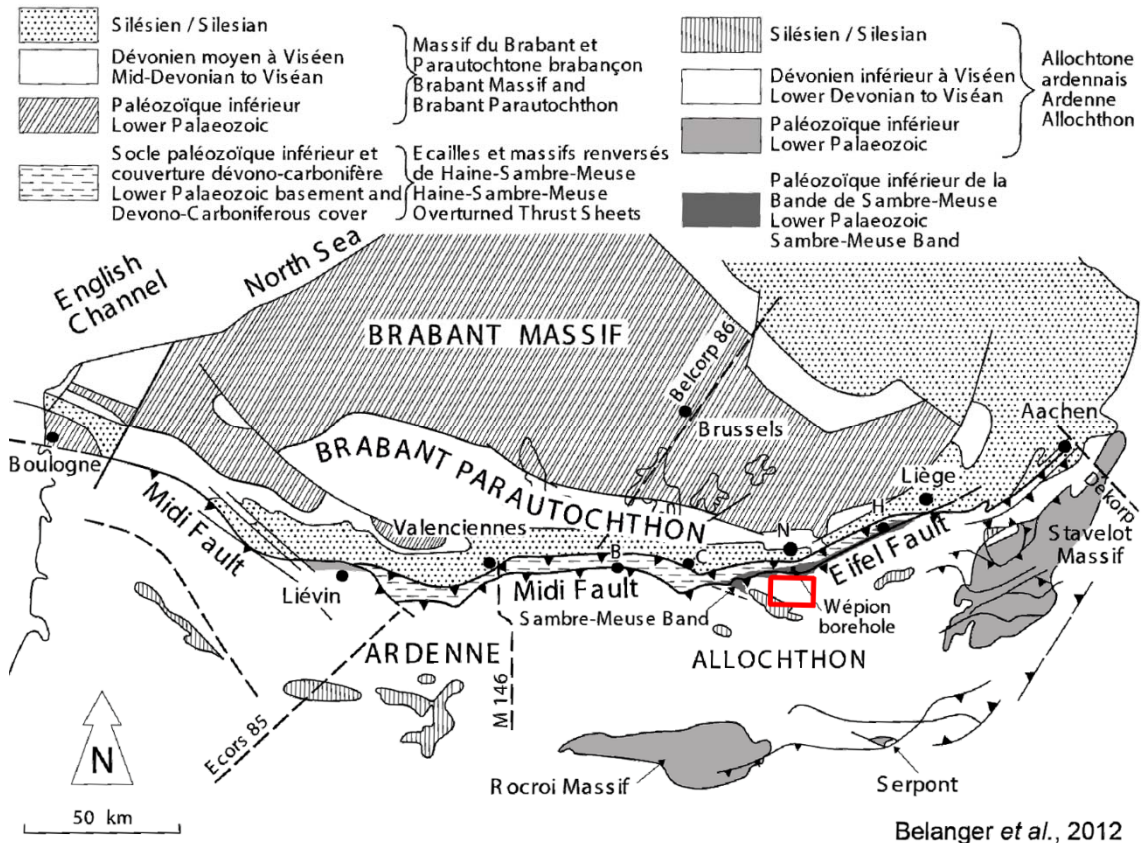 Silésien / Silesian
Dévonien moyen à Viséen
Mid-Devonian to Viséan
Paléozoïque inférieur
Lower Palaeozoic
Massif du Brabant et
Parautochtone brabançon
Brabant Massif and
Brabant Parautochthon
Socle paléozoïque inférieur et
couverture dévono-carbonifère
Lower Palaeozoic basement and
Devono-Carboniferous cover
Ecailles et massifs renversés
de Haine-Sambre-Meuse
Haine-Sambre-Meuse
Overturned Thrust Sheets
Silésien / Silesian
Dévonien inférieur à Viséen
Lower Devonian to Viséan
Paléozoïque inférieur
Lower Palaeozoic
Allochtone
ardennais
Ardenne
Allochthon
Paléozoïque inférieur de la
Bande de Sambre-Meuse
Lower Palaeozoic
Sambre-Meuse Band
English
Channel
North Sea
BRABANT MASSIF
Belcorp 86
Brussels
Aachen
Boulogne
BRABANT PARAUTOCHTHON
Liège
Dekorp
Midi Fault
Valenciennes
N
H
Eifel Fault
Stavelot
Massif
B
C
Liévin
Midi Fault
Sambre-Meuse Band
Wépion
borehole
ARDENNE
ALLOCHTHON
M 146
Ecors 85
N
Rocroi Massif
Serpont
50 km
Belanger et al., 2012